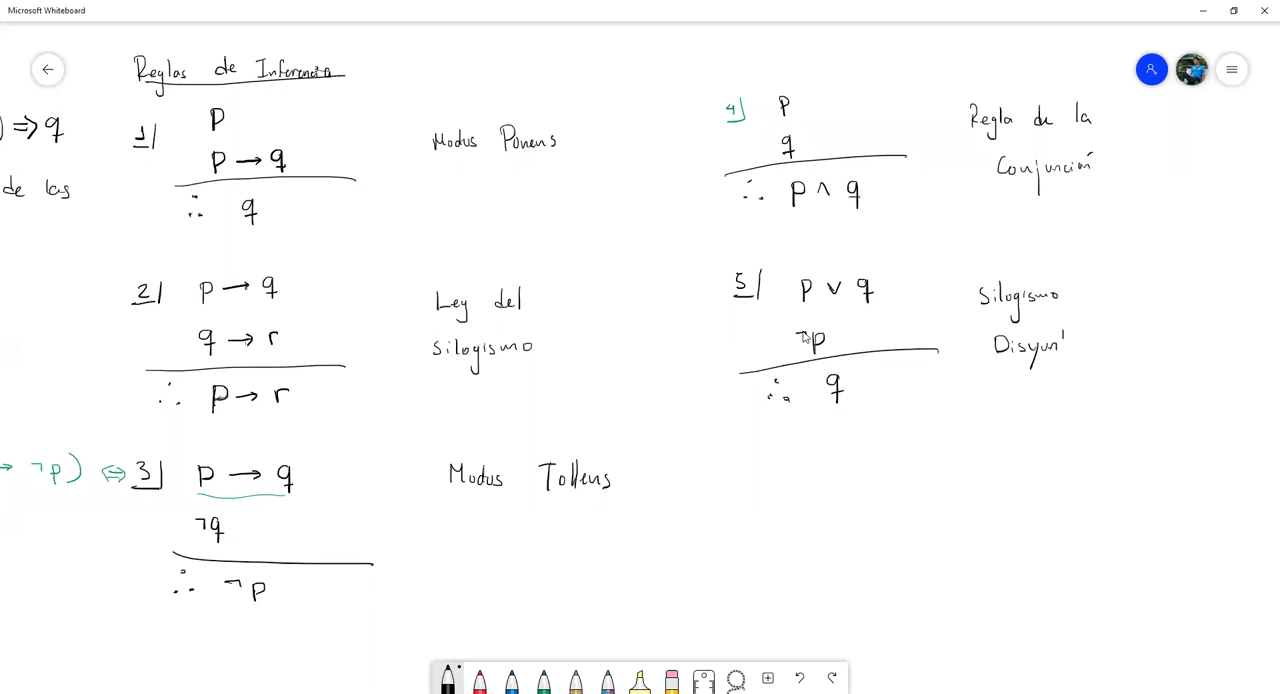 Microsoft Whiteboard
Reglas de Inferencia
) ⇒ q
de las
1) p
p → q
∴ q
Modus Ponens
2) p → q
q → r
∴ p → r
Ley del
Silogismo
→ ¬p) ⇔ 3) p → q
¬q
∴ ¬p
Modus Tollens
4) p
q
∴ p ∧ q
Regla de la
Conjunción
5) p ∨ q
¬p
∴ q
Silogismo
Disyun